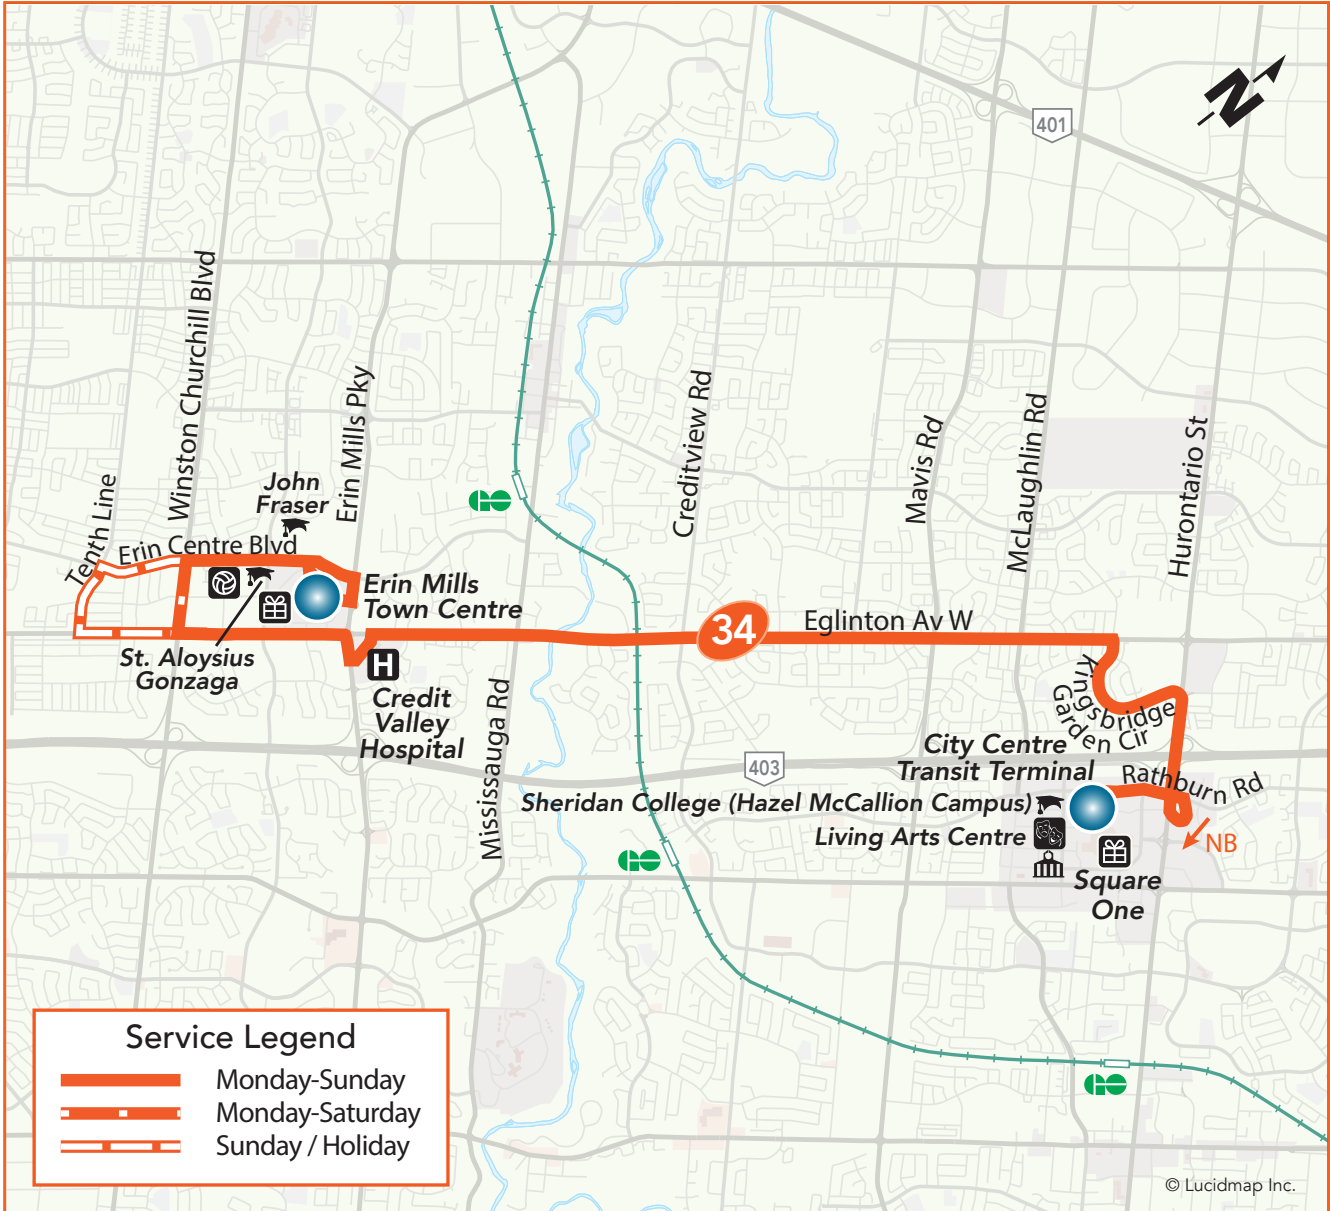 N
401
Winston Churchill Blvd
Erin Mills Pky
Creditview Rd
Mavis Rd
McLaughlin Rd
Hurontario St
Tenth Line
John
Fraser
GO
Erin Centre Blvd
Erin Mills
Town Centre
34
Eglinton Av W
St. Aloysius
Gonzaga
H
Credit
Valley
Hospital
Mississauga Rd
Kingsbridge
Garden Cir
City Centre
Transit Terminal
403
Rathburn Rd
Sheridan College (Hazel McCallion Campus)
Living Arts Centre
NB
GO
Square
One
Service Legend
Monday-Sunday
Monday-Saturday
Sunday / Holiday
GO
© Lucidmap Inc.